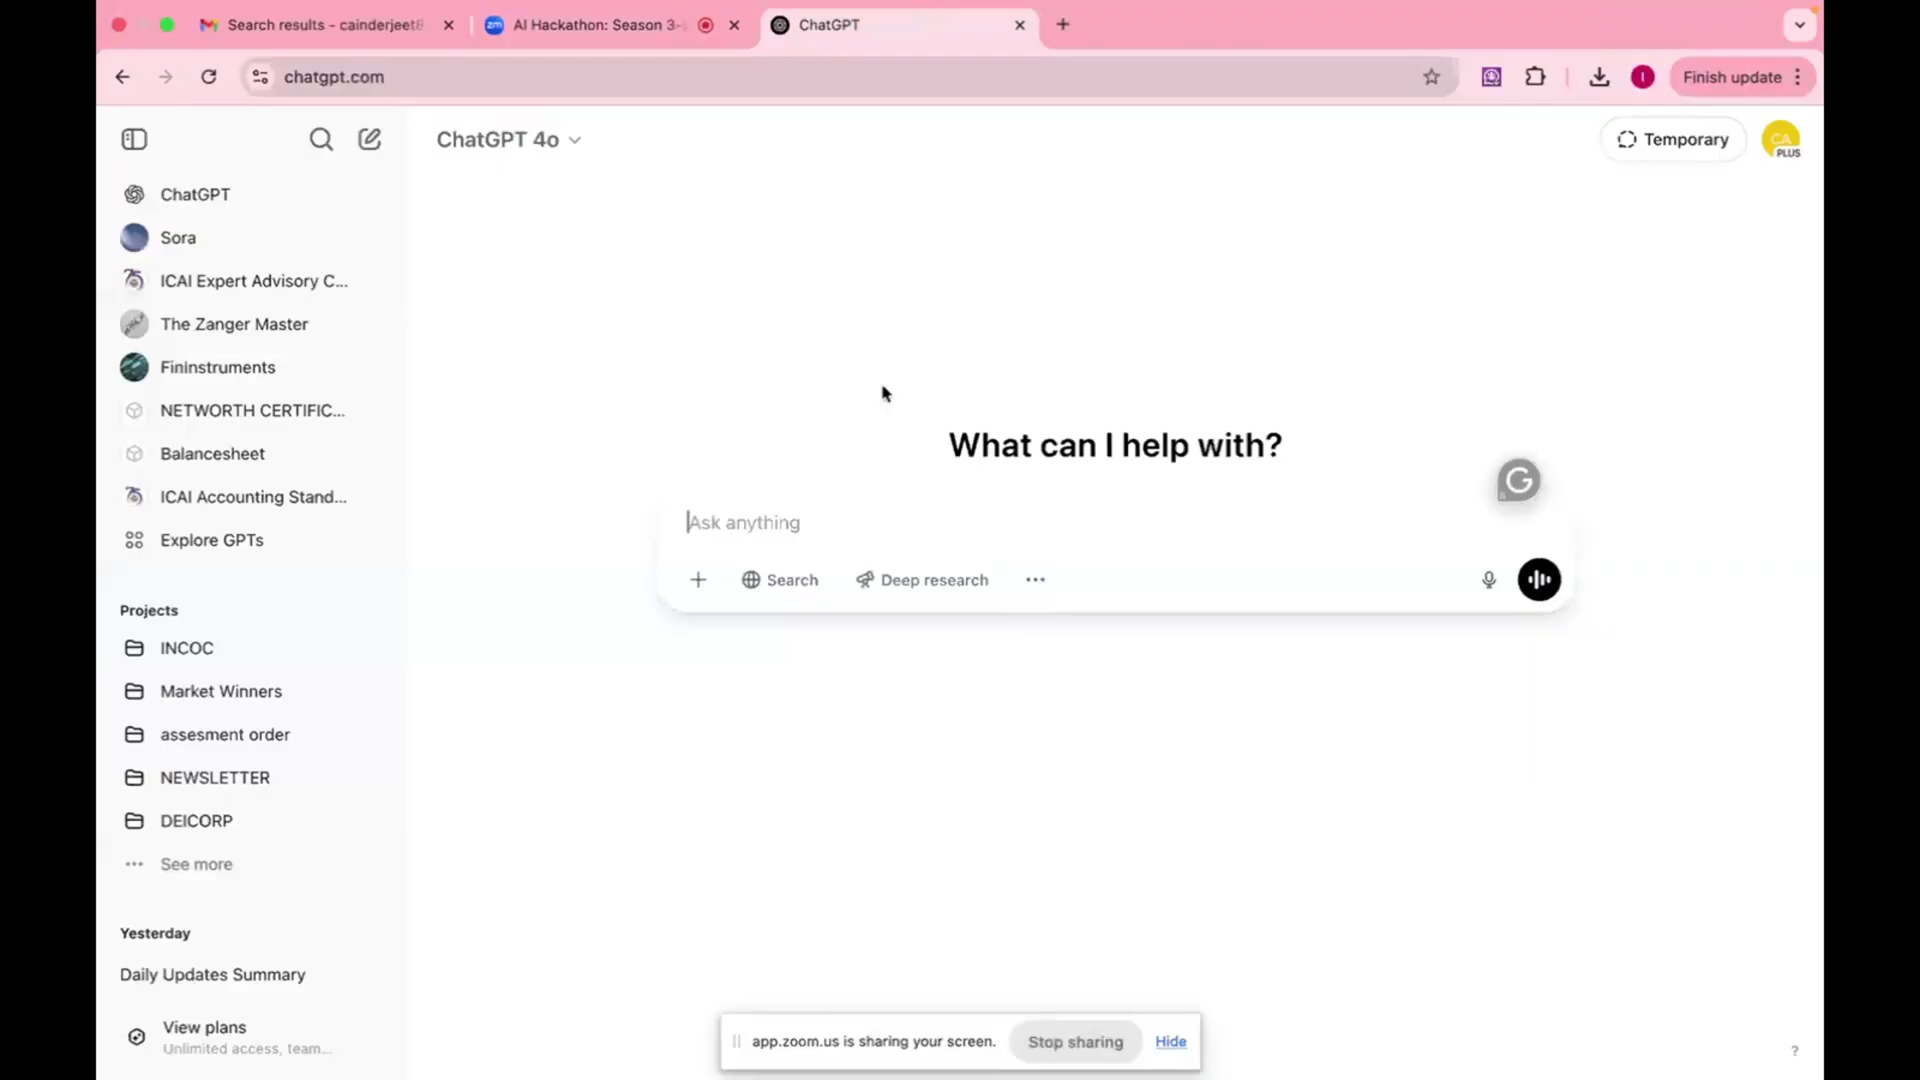 Search results - cainderjeet8
zm
AI Hackathon: Season 3-
ChatGPT
chatgpt.com
I
Finish update
ChatGPT 4o
Temporary
CA
PLUS
ChatGPT
Sora
ICAI Expert Advisory C...
The Zanger Master
Fininstruments
NETWORTH CERTIFIC...
Balancesheet
ICAI Accounting Stand...
Explore GPTs
Projects
INCOC
Market Winners
assesment order
NEWSLETTER
DEICORP
See more
Yesterday
Daily Updates Summary
View plans
Unlimited access, team...
What can I help with?
G
Ask anything
Search
Deep research
app.zoom.us is sharing your screen.
Stop sharing
Hide
?